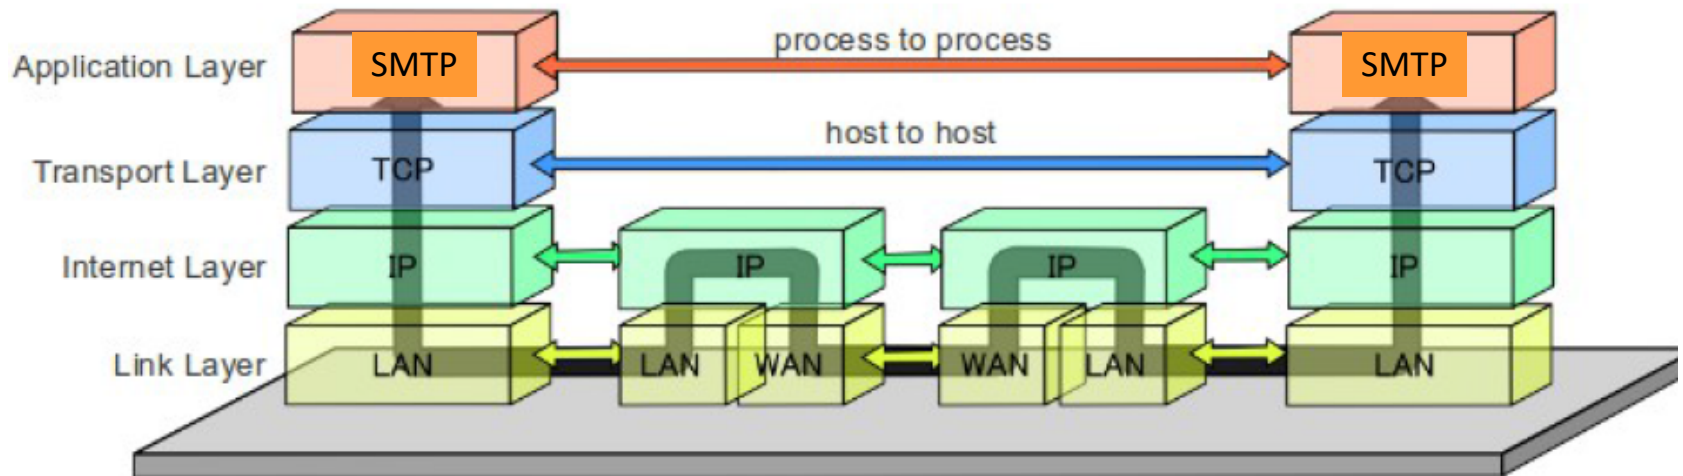 process to process
Application Layer SMTP SMTP
host to host
Transport Layer TCP TCP
Internet Layer IP IP IP IP
Link Layer LAN LAN WAN WAN LAN LAN